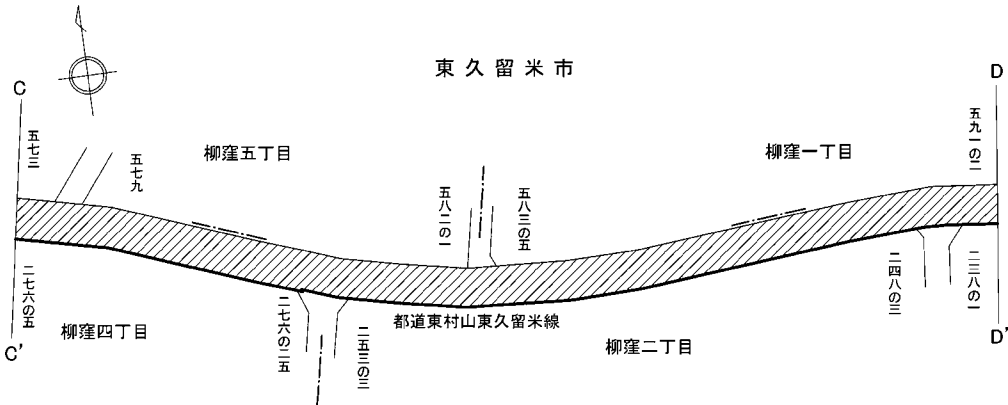 東久留米市
C
D
五七三
五七九
柳窪五丁目
五八二の一
五八三の五
柳窪一丁目
五九一の二
二七六の五
柳窪四丁目
二七六の二五
二五三の三
都道東村山東久留米線
柳窪二丁目
二四八の三
二三八の一
C'
D'